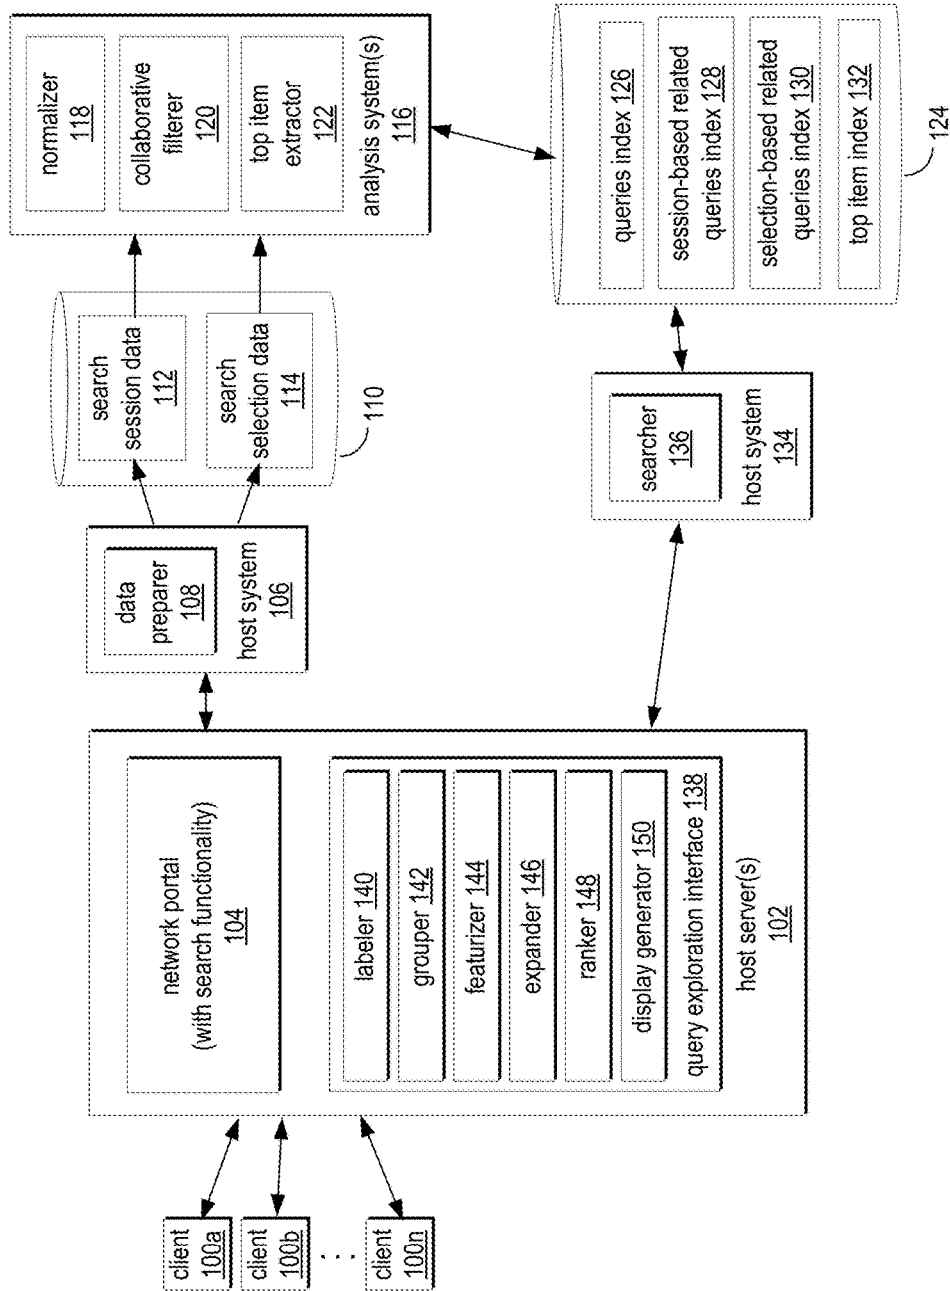 client
100a
client
100b
. . .
client
100n
network portal
(with search functionality)
104
labeler 140
grouper 142
featurizer 144
expander 146
ranker 148
display generator 150
query exploration interface 138
host server(s)
102
data
preparer
108
host system
106
search
session data
112
search
selection data
114
110
normalizer
118
collaborative
filterer
120
top item
extractor
122
analysis system(s)
116
searcher
136
host system
134
queries index 126
session-based related
queries index 128
selection-based related
queries index 130
top item index 132
124